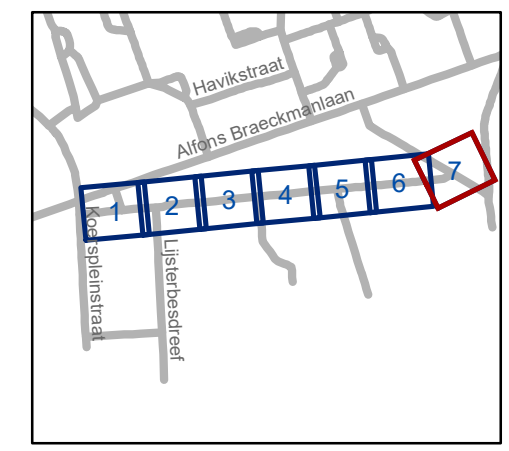 Havikstraat
Alfons Braeckmanlaan
1
2
3
4
5
6
7
Koerspleinstraat
Lijsterbesdreef